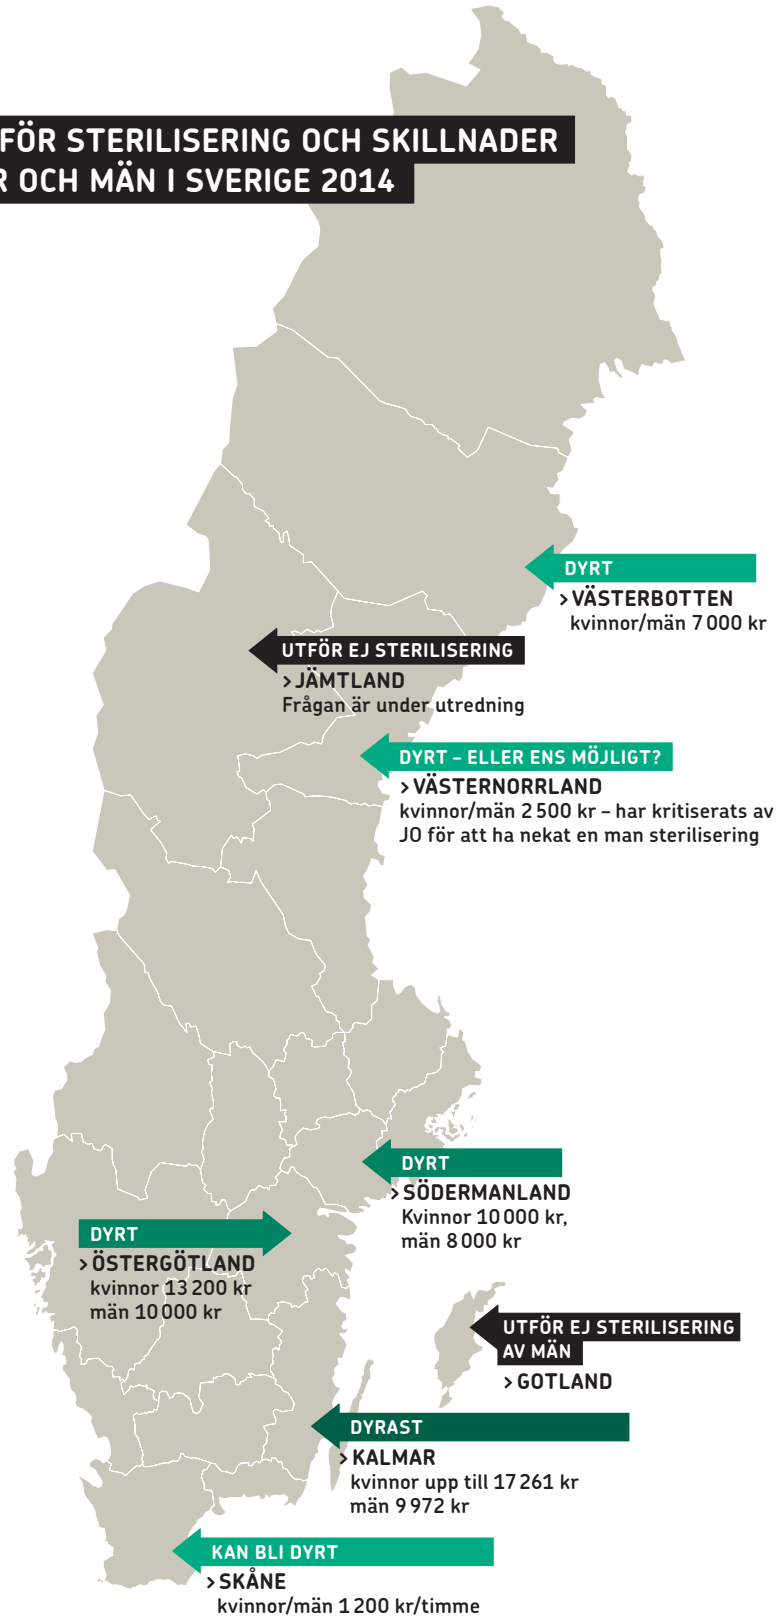 FÖR STERILISERING OCH SKILLNADER
R OCH MÄN I SVERIGE 2014
DYRT
> VÄSTERBOTTEN
kvinnor/män 7 000 kr
UTFÖR EJ STERILISERING
> JÄMTLAND
Frågan är under utredning
DYRT – ELLER ENS MÖJLIGT?
> VÄSTERNORRLAND
kvinnor/män 2 500 kr – har kritiserats av
JO för att ha nekat en man sterilisering
DYRT
> SÖDERMANLAND
Kvinnor 10 000 kr,
män 8 000 kr
DYRT
> ÖSTERGÖTLAND
kvinnor 13 200 kr
män 10 000 kr
UTFÖR EJ STERILISERING
AV MÄN
> GOTLAND
DYRAST
> KALMAR
kvinnor upp till 17 261 kr
män 9 972 kr
KAN BLI DYRT
> SKÅNE
kvinnor/män 1 200 kr/timme